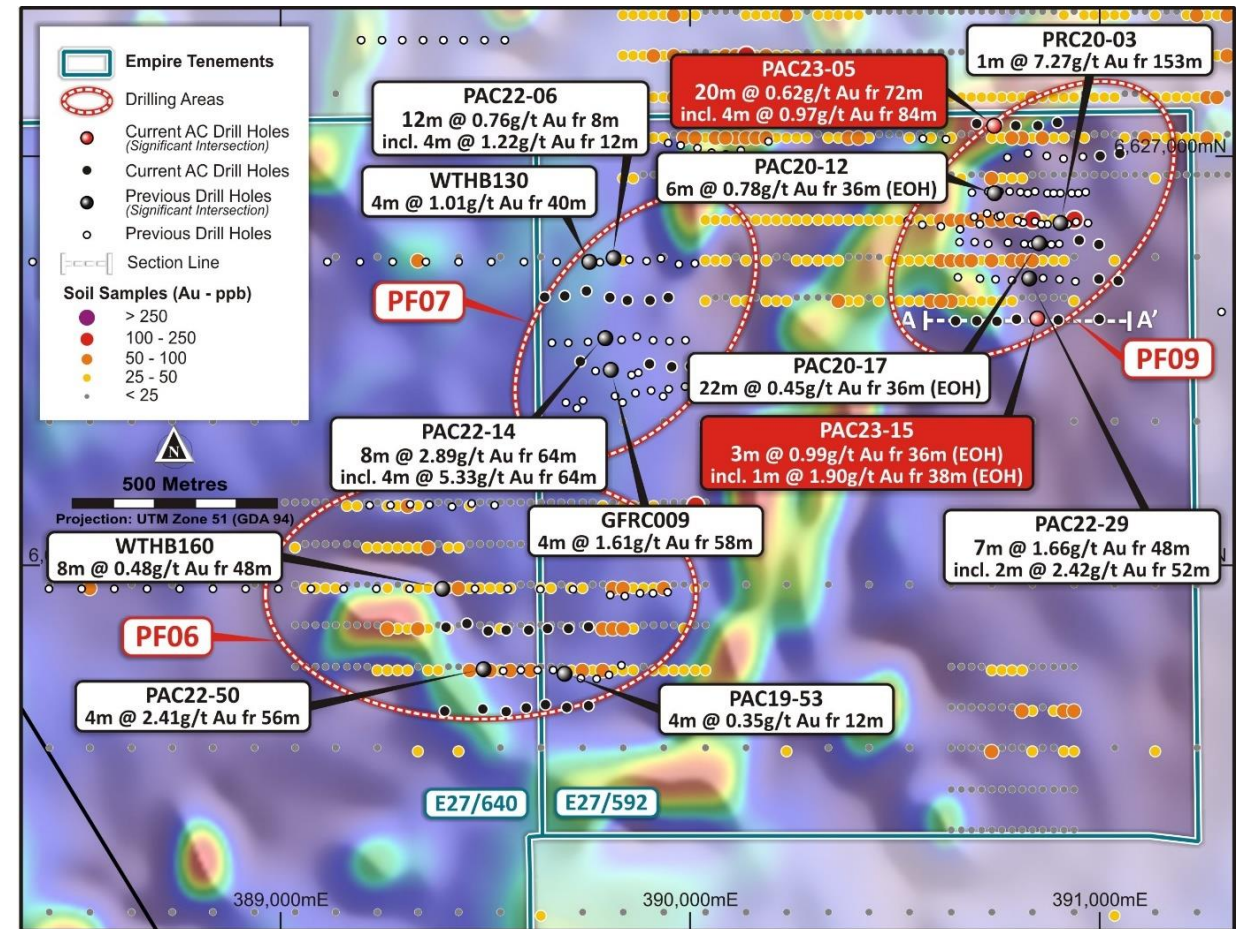 Empire Tenements
Drilling Areas
Current AC Drill Holes
(Significant Intersection)
Current AC Drill Holes
Previous Drill Holes
(Significant Intersection)
Previous Drill Holes
Section Line
Soil Samples (Au - ppb)
> 250
100 - 250
50 - 100
25 - 50
< 25
N
500 Metres
Projection: UTM Zone 51 (GDA 94)
PRC20-03
1m @ 7.27g/t Au fr 153m
PAC23-05
20m @ 0.62g/t Au fr 72m
incl. 4m @ 0.97g/t Au fr 84m
PAC22-06
12m @ 0.76g/t Au fr 8m
incl. 4m @ 1.22g/t Au fr 12m
6,627,000mN
PAC20-12
6m @ 0.78g/t Au fr 36m (EOH)
WTHB130
4m @ 1.01g/t Au fr 40m
PF07
A
A'
PF09
PAC20-17
22m @ 0.45g/t Au fr 36m (EOH)
PAC22-14
8m @ 2.89g/t Au fr 64m
incl. 4m @ 5.33g/t Au fr 64m
PAC23-15
3m @ 0.99g/t Au fr 36m (EOH)
incl. 1m @ 1.90g/t Au fr 38m (EOH)
GFRC009
4m @ 1.61g/t Au fr 58m
PAC22-29
7m @ 1.66g/t Au fr 48m
incl. 2m @ 2.42g/t Au fr 52m
WTHB160
8m @ 0.48g/t Au fr 48m
PF06
PAC22-50
4m @ 2.41g/t Au fr 56m
PAC19-53
4m @ 0.35g/t Au fr 12m
E27/640
E27/592
389,000mE
390,000mE
391,000mE